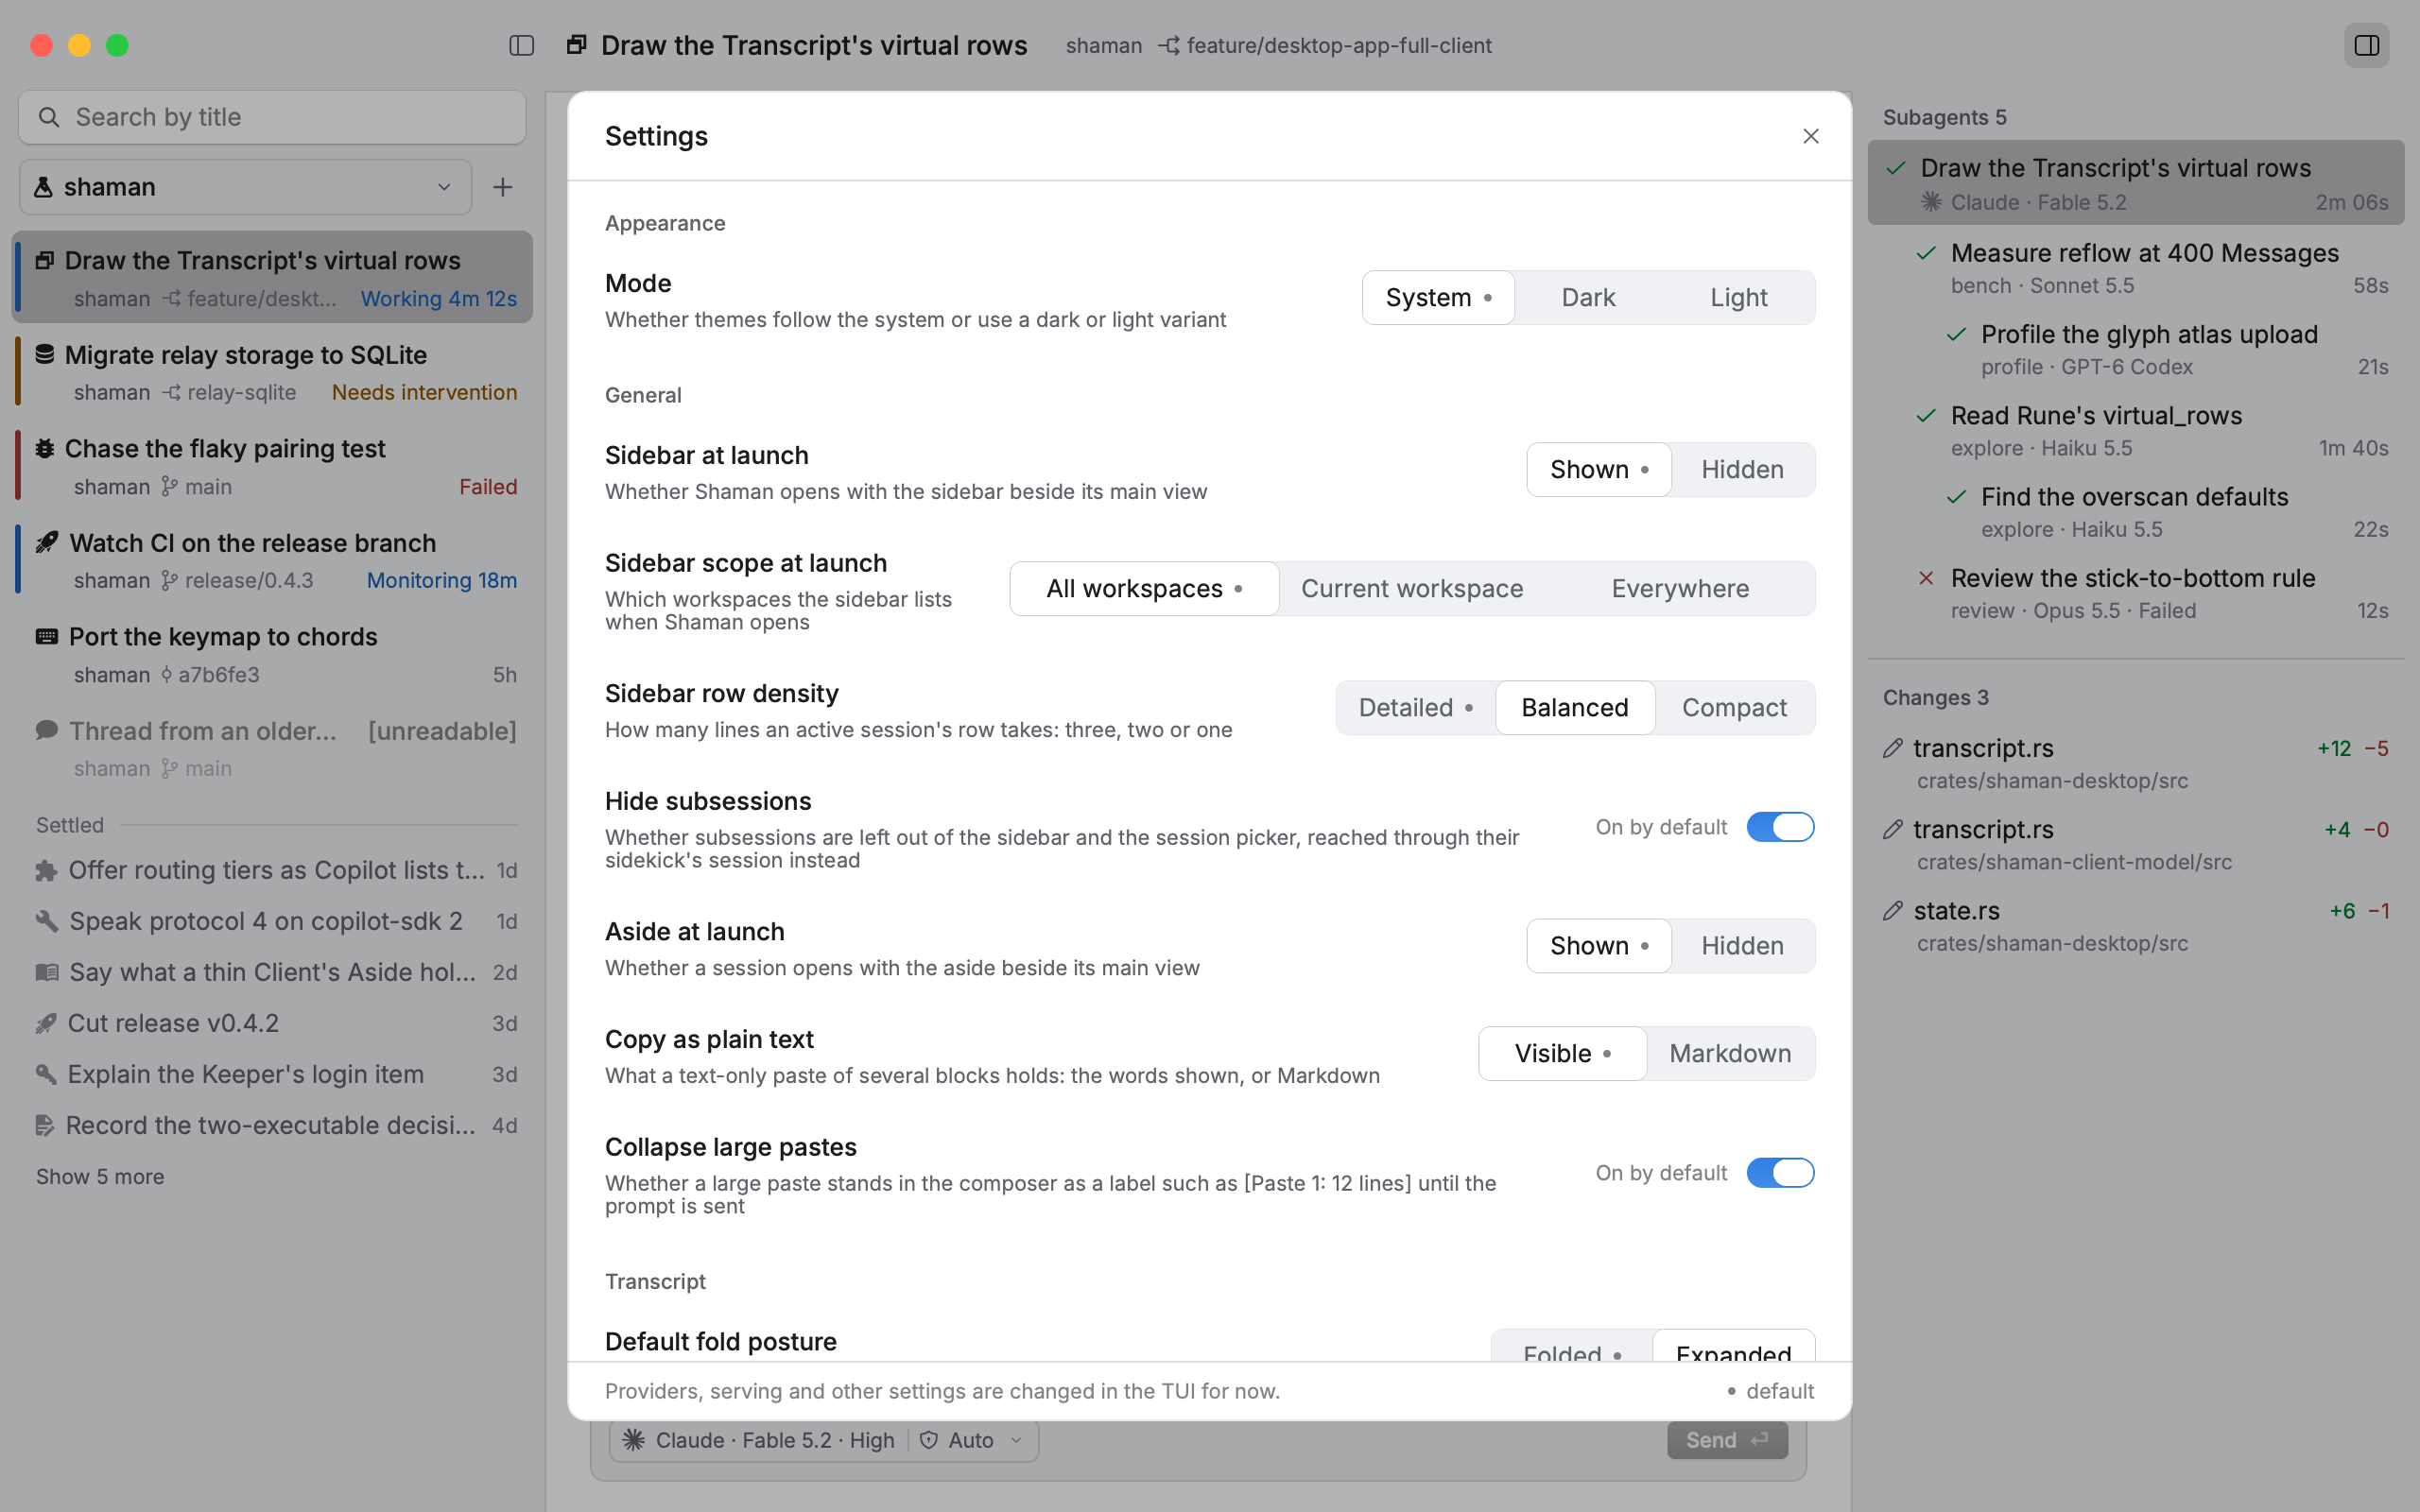 Draw the Transcript's virtual rows shaman feature/desktop-app-full-client
Search by title
shaman
Draw the Transcript's virtual rows
shaman feature/deskt... Working 4m 12s
Migrate relay storage to SQLite
shaman relay-sqlite Needs intervention
Chase the flaky pairing test
shaman main Failed
Watch CI on the release branch
shaman release/0.4.3 Monitoring 18m
Port the keymap to chords
shaman a7b6fe3 5h
Thread from an older... [unreadable]
shaman main
Settled
Offer routing tiers as Copilot lists t... 1d
Speak protocol 4 on copilot-sdk 2 1d
Say what a thin Client's Aside hol... 2d
Cut release v0.4.2 3d
Explain the Keeper's login item 3d
Record the two-executable decisi... 4d
Show 5 more
Settings
Appearance
Mode
Whether themes follow the system or use a dark or light variant
System • Dark Light
General
Sidebar at launch
Whether Shaman opens with the sidebar beside its main view
Shown • Hidden
Sidebar scope at launch
Which workspaces the sidebar lists
when Shaman opens
All workspaces • Current workspace Everywhere
Sidebar row density
How many lines an active session's row takes: three, two or one
Detailed • Balanced Compact
Hide subsessions
Whether subsessions are left out of the sidebar and the session picker, reached through their
sidekick's session instead
On by default
Aside at launch
Whether a session opens with the aside beside its main view
Shown • Hidden
Copy as plain text
What a text-only paste of several blocks holds: the words shown, or Markdown
Visible • Markdown
Collapse large pastes
Whether a large paste stands in the composer as a label such as [Paste 1: 12 lines] until the
prompt is sent
On by default
Transcript
Default fold posture
Folded • Expanded
Providers, serving and other settings are changed in the TUI for now.
• default
Claude · Fable 5.2 · High Auto
Send
Subagents 5
Draw the Transcript's virtual rows
Claude · Fable 5.2 2m 06s
Measure reflow at 400 Messages
bench · Sonnet 5.5 58s
Profile the glyph atlas upload
profile · GPT-6 Codex 21s
Read Rune's virtual_rows
explore · Haiku 5.5 1m 40s
Find the overscan defaults
explore · Haiku 5.5 22s
Review the stick-to-bottom rule
review · Opus 5.5 · Failed 12s
Changes 3
transcript.rs +12 −5
crates/shaman-desktop/src
transcript.rs +4 −0
crates/shaman-client-model/src
state.rs +6 −1
crates/shaman-desktop/src